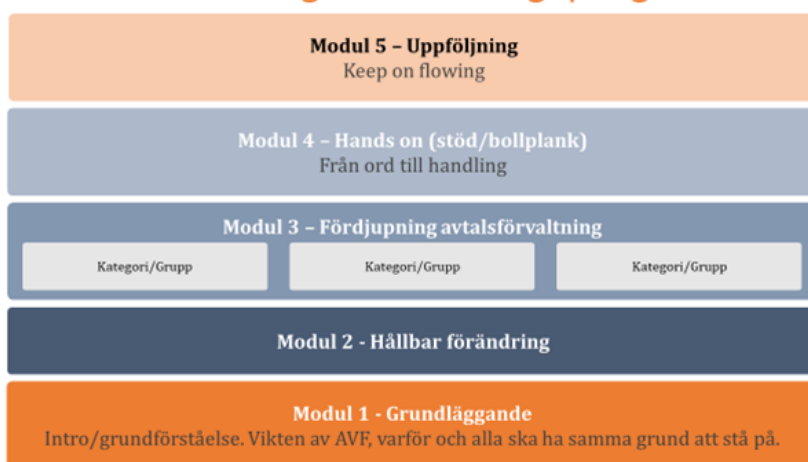 Modul 5 – Uppföljning
Keep on flowing
Modul 4 – Hands on (stöd/bollplank)
Från ord till handling
Modul 3 – Fördjupning avtalsförvaltning
Kategori/Grupp
Kategori/Grupp
Kategori/Grupp
Modul 2 - Hållbar förändring
Modul 1 - Grundläggande
Intro/grundförståelse. Vikten av AVF, varför och alla ska ha samma grund att stå på.